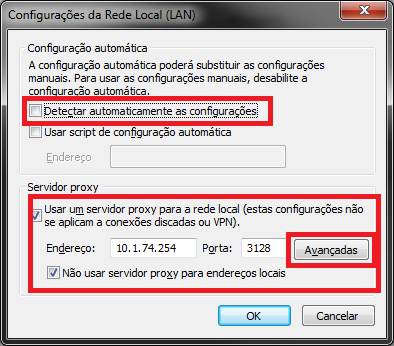 Configurações da Rede Local (LAN)
Configuração automática
A configuração automática poderá substituir as configurações
manuais. Para usar as configurações manuais, desabilite a
configuração automática.
Detectar automaticamente as configurações
Usar script de configuração automática
Endereço
Servidor proxy
Usar um servidor proxy para a rede local (estas configurações não
se aplicam a conexões discadas ou VPN).
Endereço: 10.1.74.254 Porta: 3128 Avançadas
Não usar servidor proxy para endereços locais
OK Cancelar